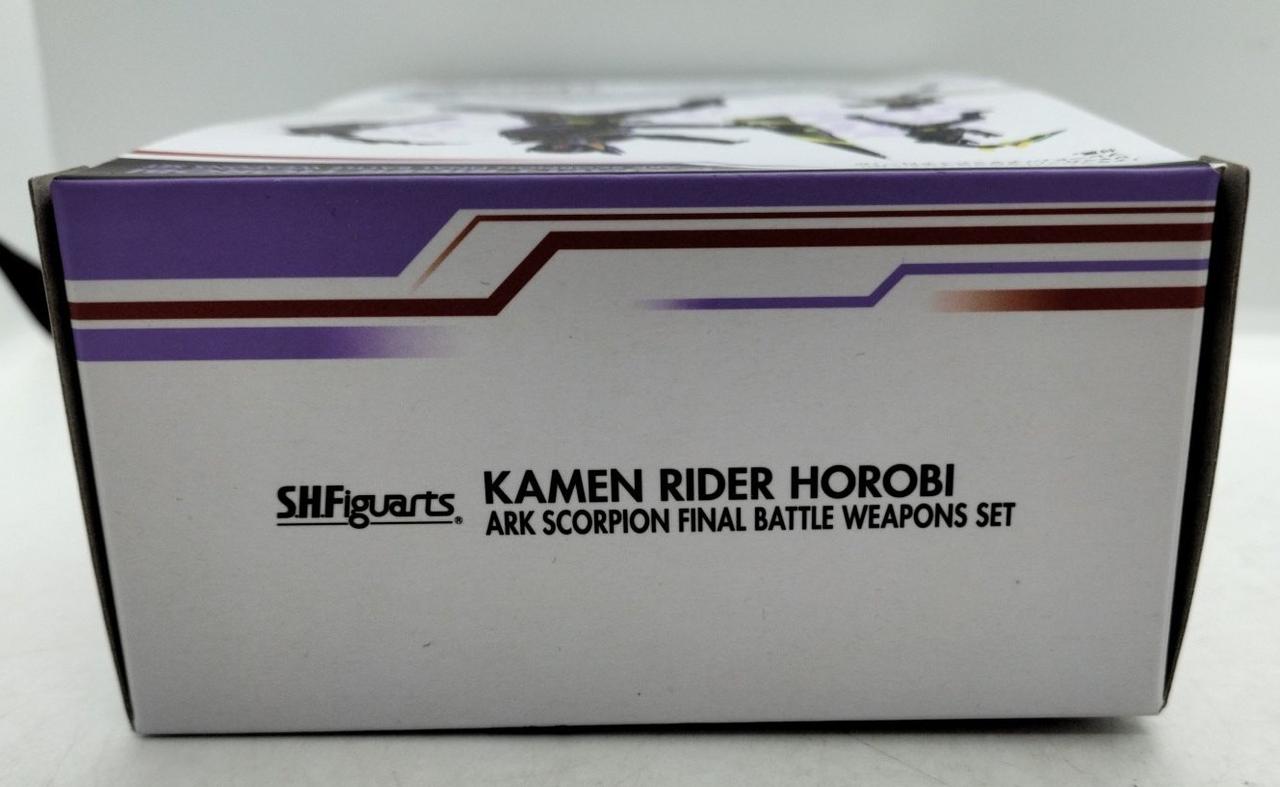 S.H.Figuarts®
KAMEN RIDER HOROBI
ARK SCORPION FINAL BATTLE WEAPONS SET